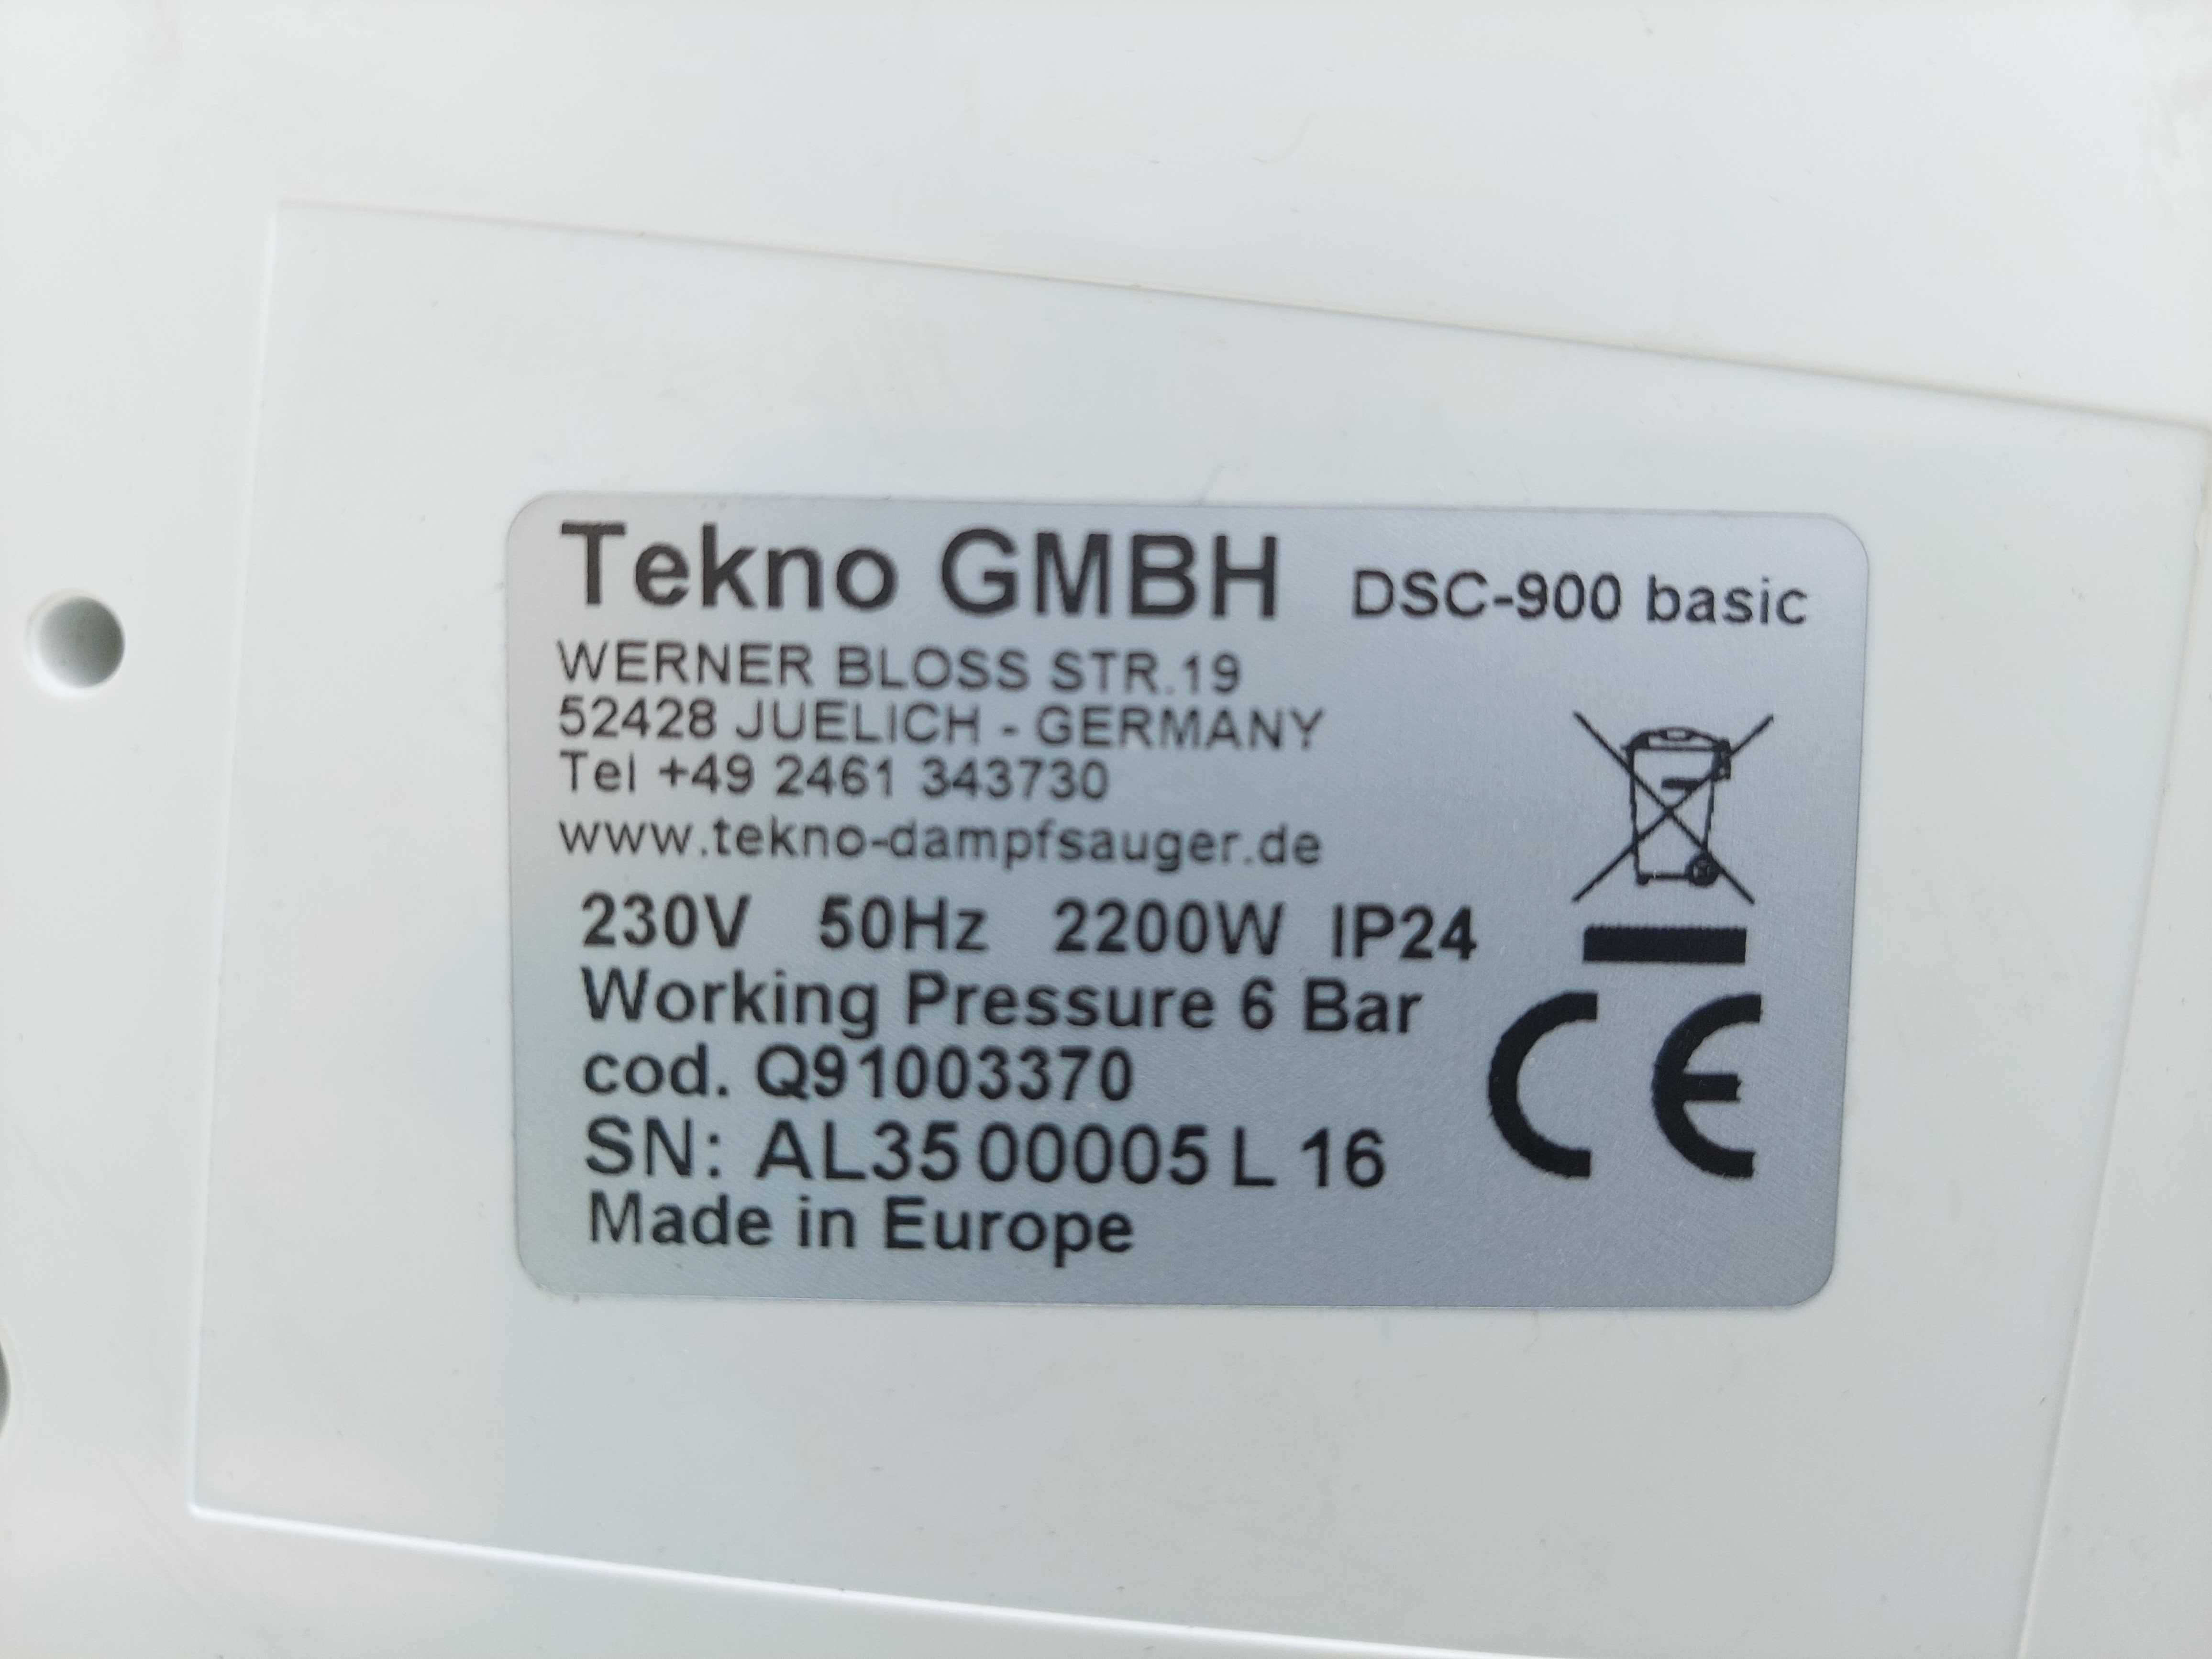 Tekno GMBH DSC-900 basic
WERNER BLOSS STR.19
52428 JUELICH - GERMANY
Tel +49 2461 343730
www.tekno-dampfsauger.de
230V 50Hz 2200W IP24
Working Pressure 6 Bar
cod. Q91003370
SN: AL35 00005 L 16
Made in Europe
CE